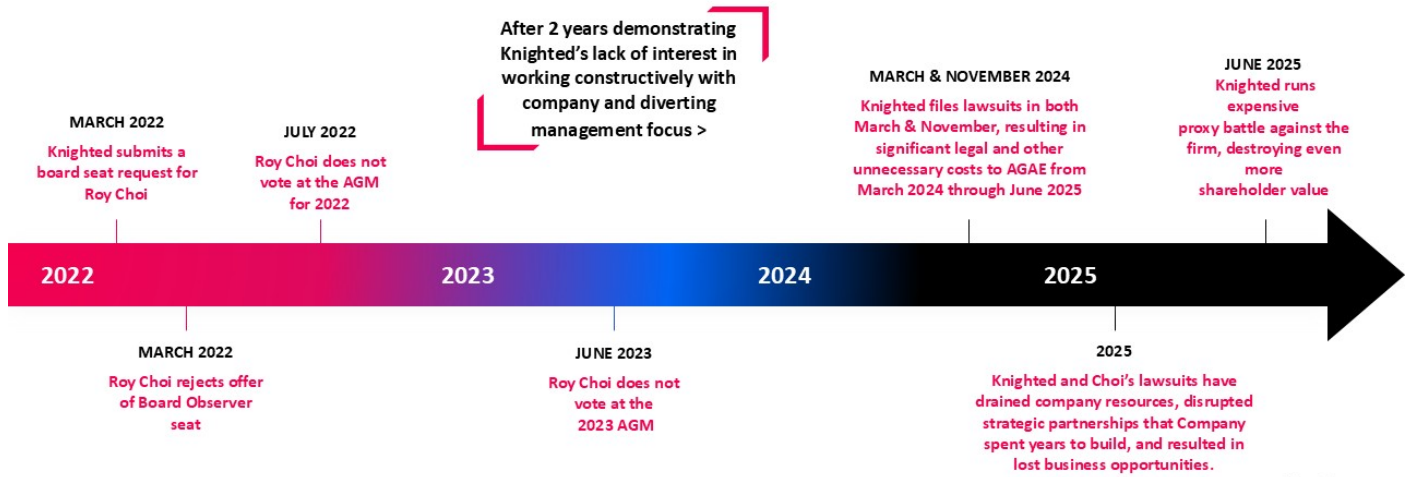 After 2 years demonstrating
Knighted’s lack of interest in
working constructively with
company and diverting
management focus >
MARCH 2022
Knighted submits a
board seat request for
Roy Choi
JULY 2022
Roy Choi does not
vote at the AGM
for 2022
MARCH & NOVEMBER 2024
Knighted files lawsuits in both
March & November, resulting in
significant legal and other
unnecessary costs to AGAE from
March 2024 through June 2025
JUNE 2025
Knighted runs
expensive
proxy battle against the
firm, destroying even
more
shareholder value
2022
2023
2024
2025
MARCH 2022
Roy Choi rejects offer
of Board Observer
seat
JUNE 2023
Roy Choi does not
vote at the
2023 AGM
2025
Knighted and Choi’s lawsuits have
drained company resources, disrupted
strategic partnerships that Company
spent years to build, and resulted in
lost business opportunities.